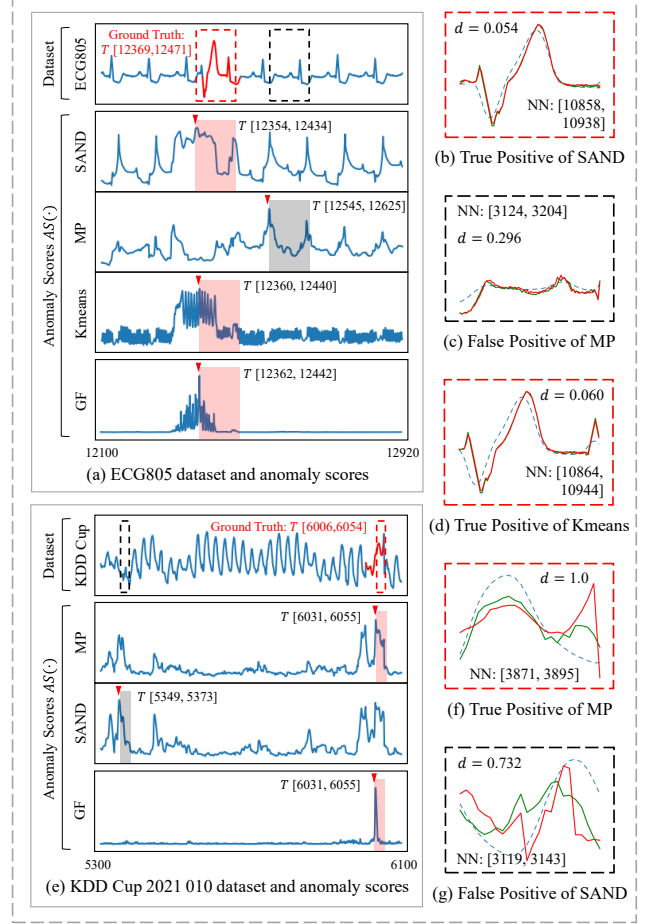 Dataset
ECG805
Ground Truth:
T [12369,12471]
Anomaly Scores AS(·)
SAND
T [12354, 12434]
MP
T [12545, 12625]
Kmeans
T [12360, 12440]
GF
T [12362, 12442]
12100
12920
(a) ECG805 dataset and anomaly scores
d = 0.054
NN: [10858,
10938]
(b) True Positive of SAND
NN: [3124, 3204]
d = 0.296
(c) False Positive of MP
d = 0.060
NN: [10864,
10944]
(d) True Positive of Kmeans
Dataset
KDD Cup
Ground Truth: T [6006,6054]
Anomaly Scores AS(·)
MP
T [6031, 6055]
SAND
T [5349, 5373]
GF
T [6031, 6055]
5300
6100
(e) KDD Cup 2021 010 dataset and anomaly scores
d = 1.0
NN: [3871, 3895]
(f) True Positive of MP
d = 0.732
NN: [3119, 3143]
(g) False Positive of SAND